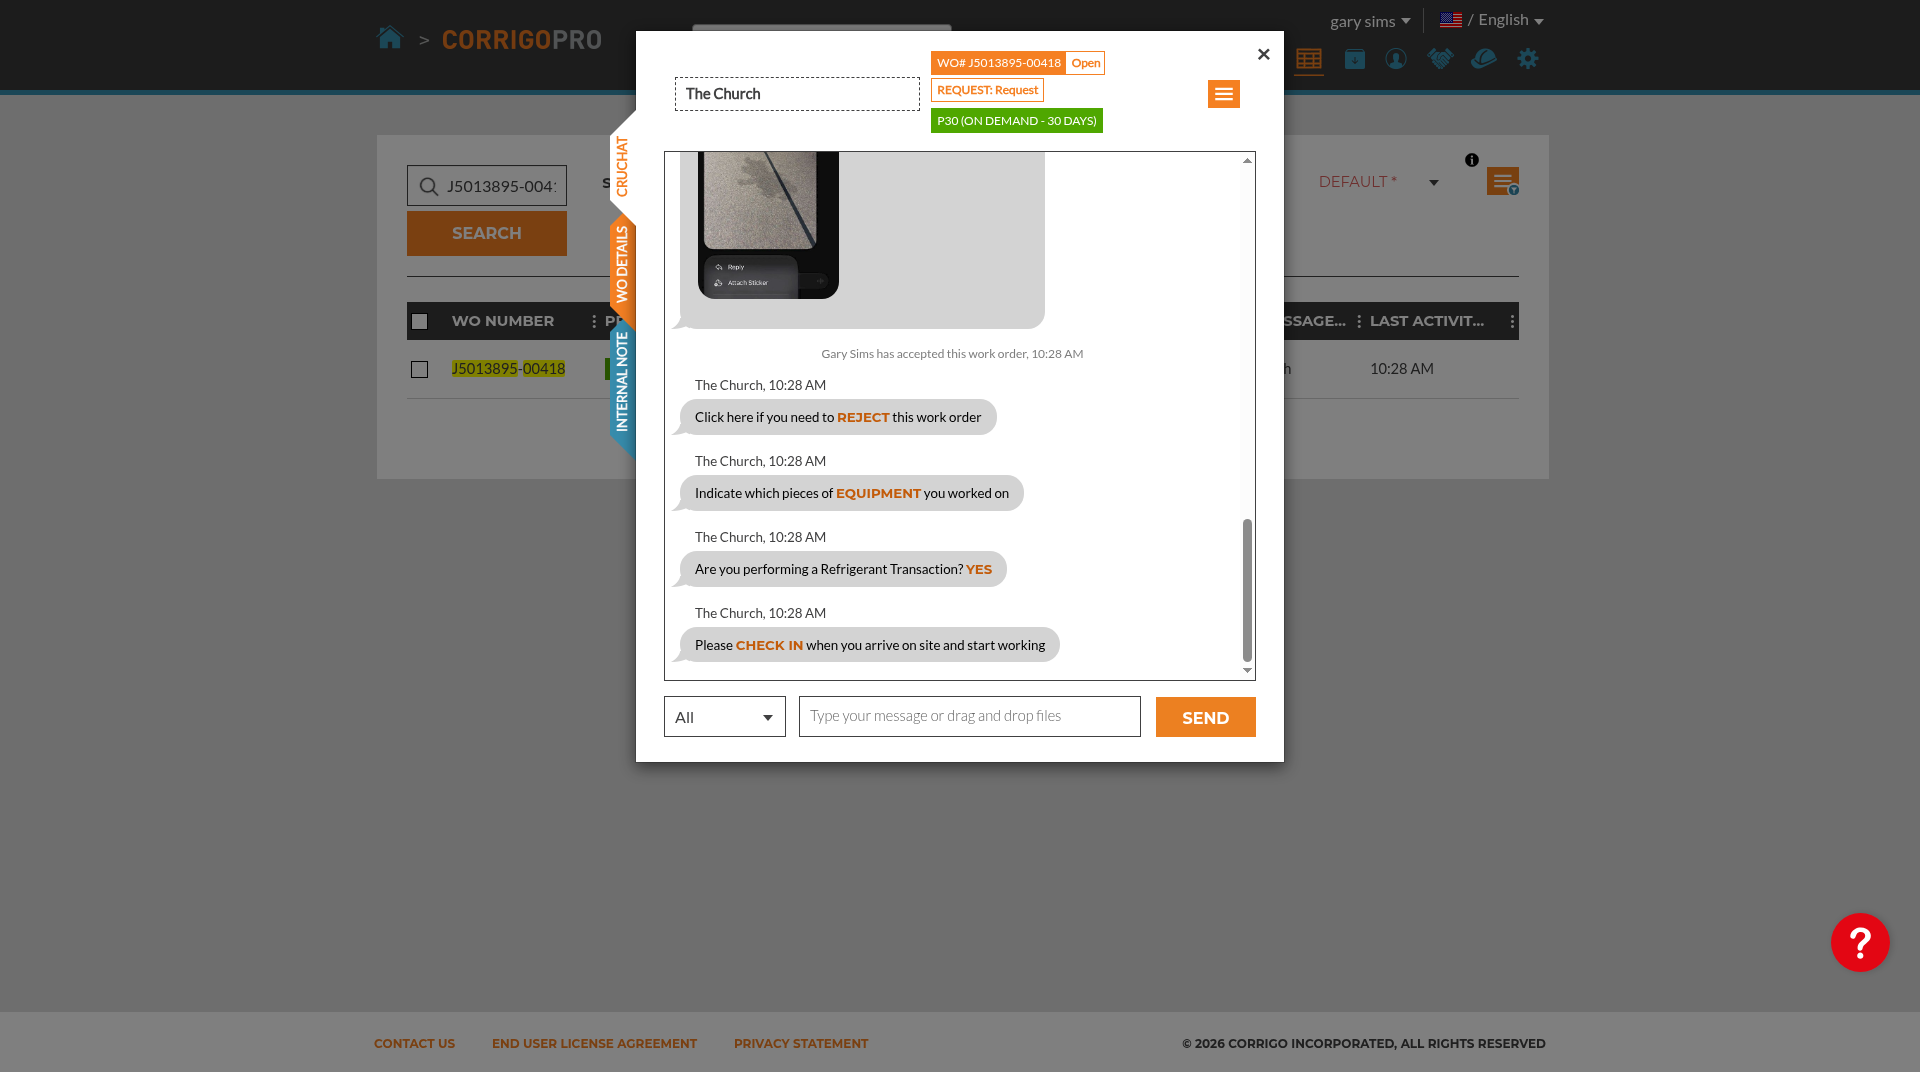 gary sims
/ English
> CORRIGOPRO
WO# J5013895-00418 Open
REQUEST: Request
The Church
P30 (ON DEMAND - 30 DAYS)
CRUCHAT
WO DETAILS
INTERNAL NOTE
J5013895-0041
SEARCH
DEFAULT *
WO NUMBER
SSAGE...
LAST ACTIVIT...
J5013895-00418
10:28 AM
Reply
Attach Sticker
Gary Sims has accepted this work order, 10:28 AM
The Church, 10:28 AM
Click here if you need to REJECT this work order
The Church, 10:28 AM
Indicate which pieces of EQUIPMENT you worked on
The Church, 10:28 AM
Are you performing a Refrigerant Transaction? YES
The Church, 10:28 AM
Please CHECK IN when you arrive on site and start working
All
Type your message or drag and drop files
SEND
?
CONTACT US
END USER LICENSE AGREEMENT
PRIVACY STATEMENT
© 2026 CORRIGO INCORPORATED, ALL RIGHTS RESERVED